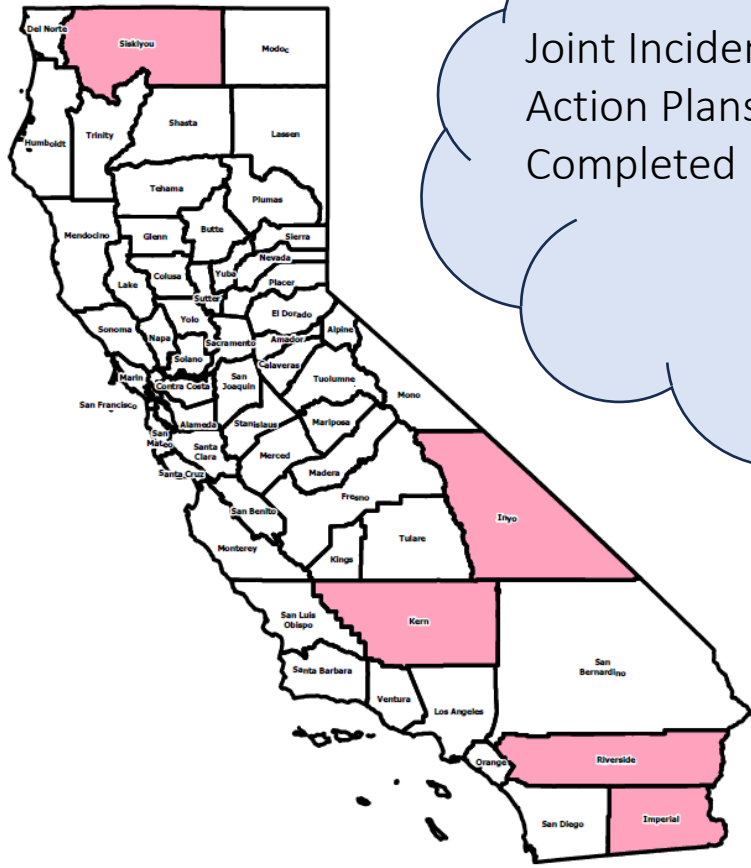 Joint Inciden
Action Plans
Completed
Del Norte
Siskiyou
Modoc
Humboldt
Trinity
Shasta
Lassen
Tehama
Plumas
Mendocino
Glenn
Butte
Sierra
Nevada
Lake
Colusa
Yuba
Placer
Sutter
Sonoma
Napa
Yolo
El Dorado
Alpine
Solano
Sacramento
Amador
Calaveras
Marin
Contra Costa
San
Joaquin
Tuolumne
Mono
San Francisco
Alameda
Stanislaus
Mariposa
San
Mateo
Santa
Clara
Merced
Madera
Santa Cruz
Fresno
San Benito
Inyo
Monterey
Kings
Tulare
San Luis
Obispo
Kern
Santa Barbara
Ventura
Los Angeles
San
Bernardino
Orange
Riverside
San Diego
Imperial